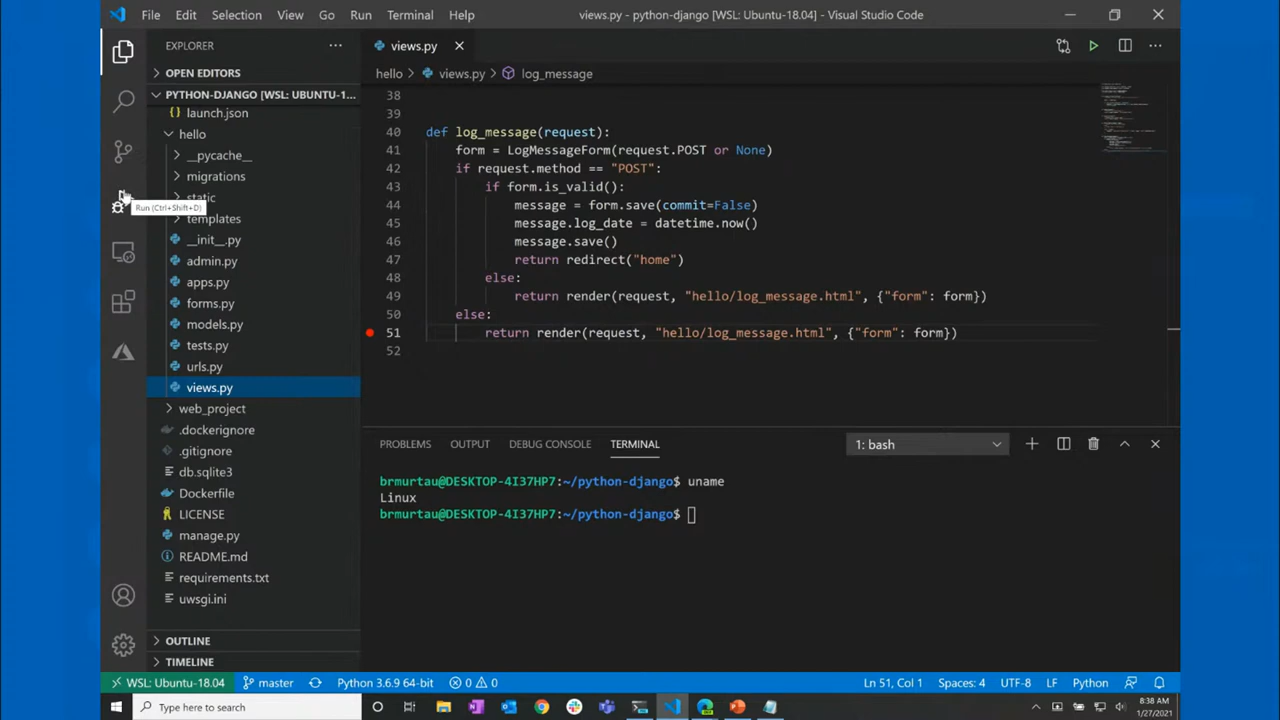 File Edit Selection View Go Run Terminal Help views.py - python-django [WSL: Ubuntu-18.04] - Visual Studio Code
EXPLORER
OPEN EDITORS
PYTHON-DJANGO [WSL: UBUNTU-1...
launch.json
hello
__pycache__
migrations
static
Run (Ctrl+Shift+D)
templates
__init__.py
admin.py
apps.py
forms.py
models.py
tests.py
urls.py
views.py
web_project
.dockerignore
.gitignore
db.sqlite3
Dockerfile
LICENSE
manage.py
README.md
requirements.txt
uwsgi.ini
OUTLINE
TIMELINE
views.py
hello > views.py > log_message
38
39
40 def log_message(request):
41 form = LogMessageForm(request.POST or None)
42 if request.method == "POST":
43 if form.is_valid():
44 message = form.save(commit=False)
45 message.log_date = datetime.now()
46 message.save()
47 return redirect("home")
48 else:
49 return render(request, "hello/log_message.html", {"form": form})
50 else:
51 return render(request, "hello/log_message.html", {"form": form})
52
PROBLEMS OUTPUT DEBUG CONSOLE TERMINAL 1: bash
brmurtau@DESKTOP-4I37HP7:~/python-django$ uname
Linux
brmurtau@DESKTOP-4I37HP7:~/python-django$
WSL: Ubuntu-18.04 master Python 3.6.9 64-bit 0 0 Ln 51, Col 1 Spaces: 4 UTF-8 LF Python
Type here to search
8:38 AM
1/27/2021